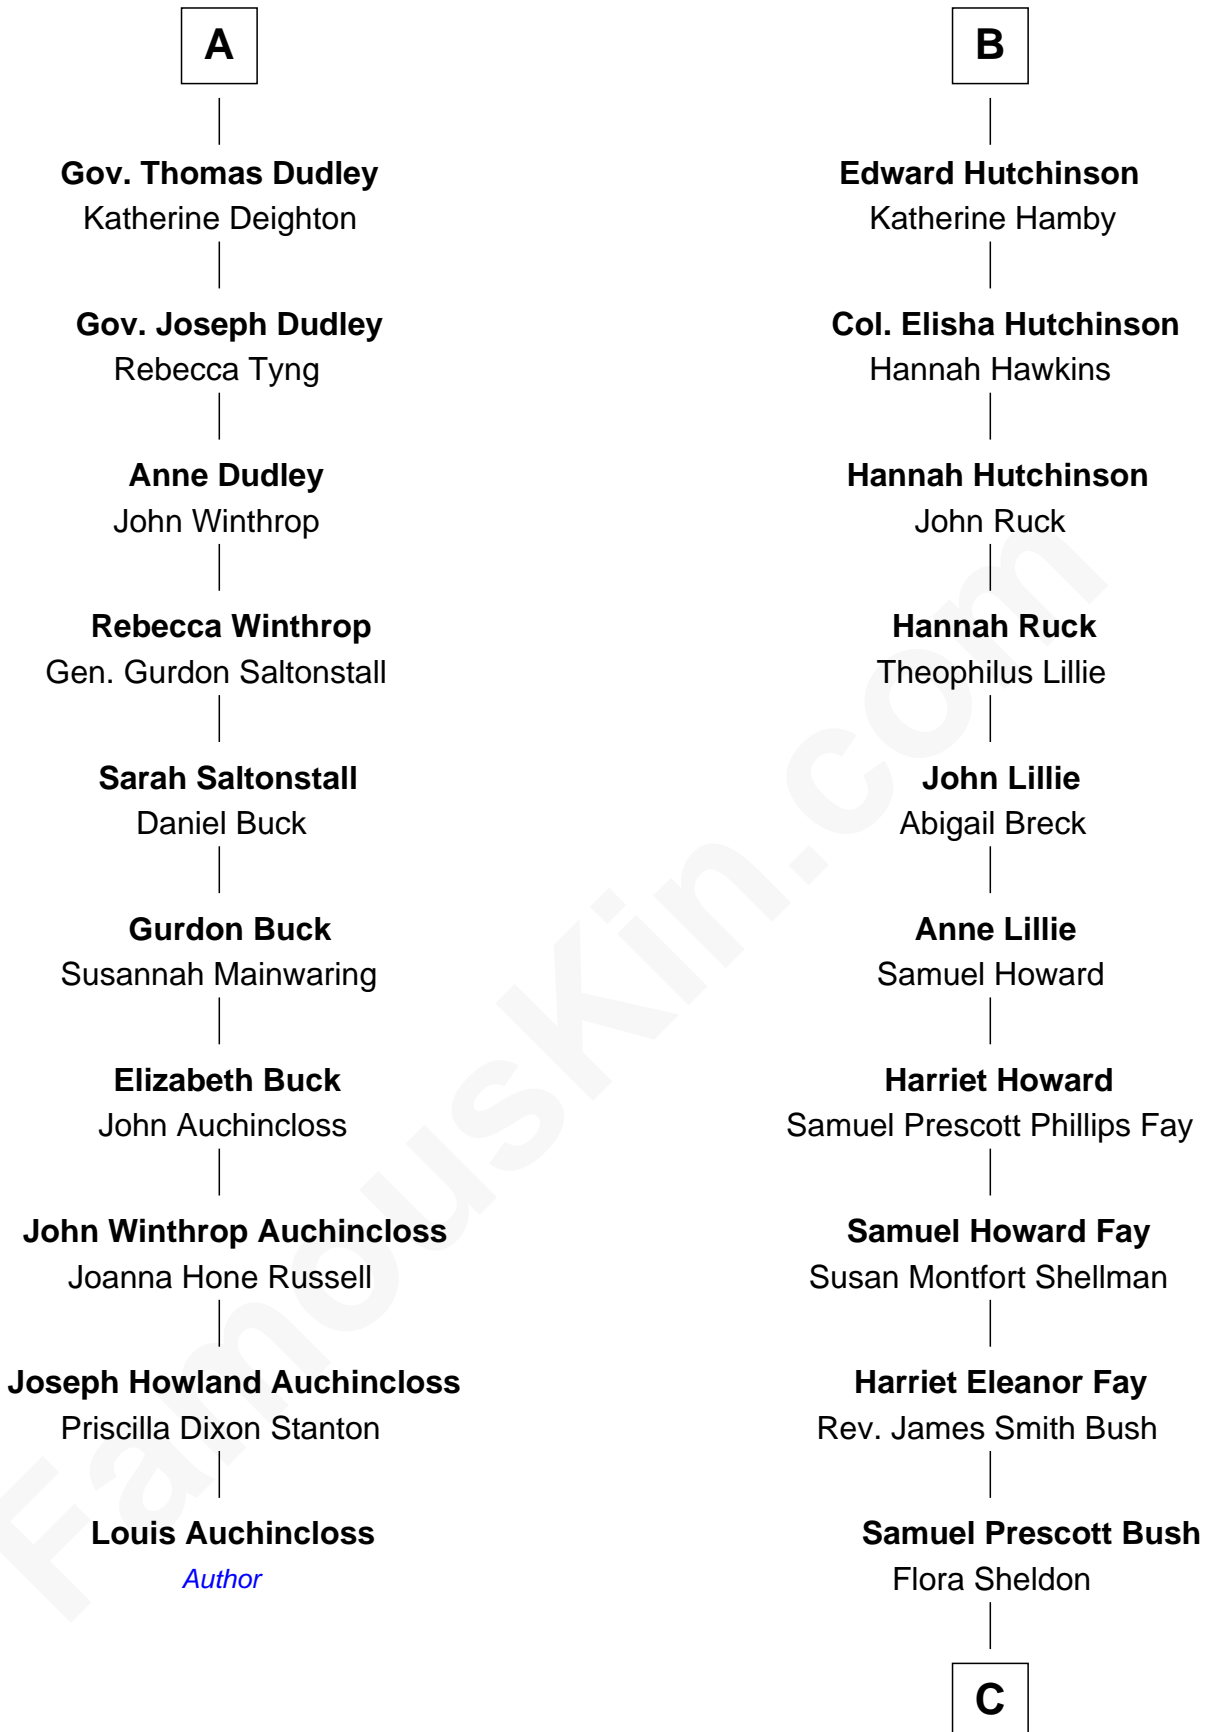 A
Gov. Thomas Dudley
Katherine Deighton
Gov. Joseph Dudley
Rebecca Tyng
Anne Dudley
John Winthrop
Rebecca Winthrop
Gen. Gurdon Saltonstall
Sarah Saltonstall
Daniel Buck
Gurdon Buck
Susannah Mainwaring
Elizabeth Buck
John Auchincloss
John Winthrop Auchincloss
Joanna Hone Russell
Joseph Howland Auchincloss
Priscilla Dixon Stanton
Louis Auchincloss
Author
B
Edward Hutchinson
Katherine Hamby
Col. Elisha Hutchinson
Hannah Hawkins
Hannah Hutchinson
John Ruck
Hannah Ruck
Theophilus Lillie
John Lillie
Abigail Breck
Anne Lillie
Samuel Howard
Harriet Howard
Samuel Prescott Phillips Fay
Samuel Howard Fay
Susan Montfort Shellman
Harriet Eleanor Fay
Rev. James Smith Bush
Samuel Prescott Bush
Flora Sheldon
C
FamousKin.com